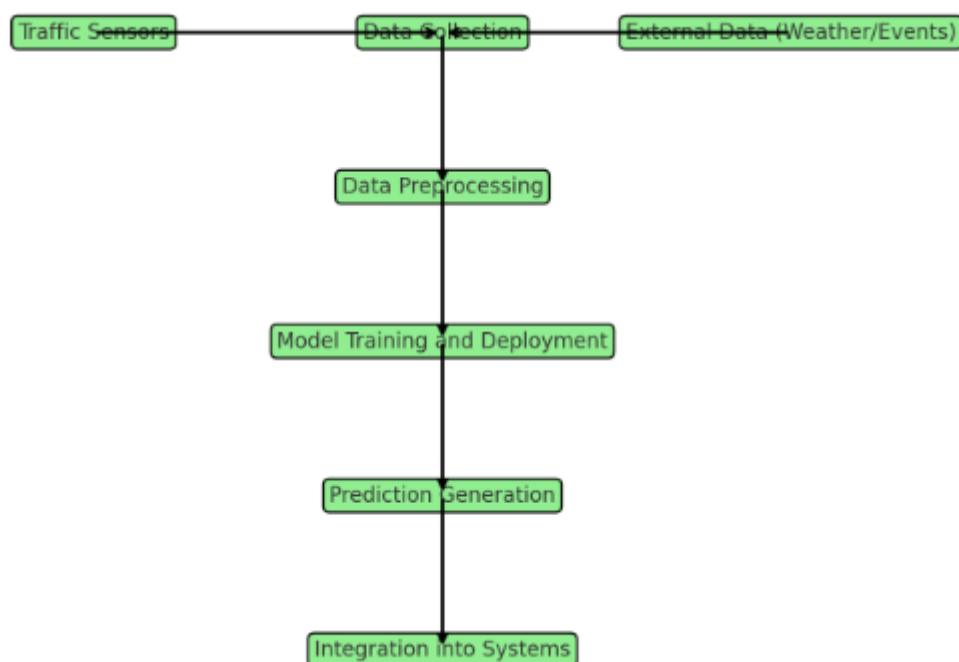 Traffic Sensors
Data Collection
External Data (Weather/Events)
Data Preprocessing
Model Training and Deployment
Prediction Generation
Integration into Systems